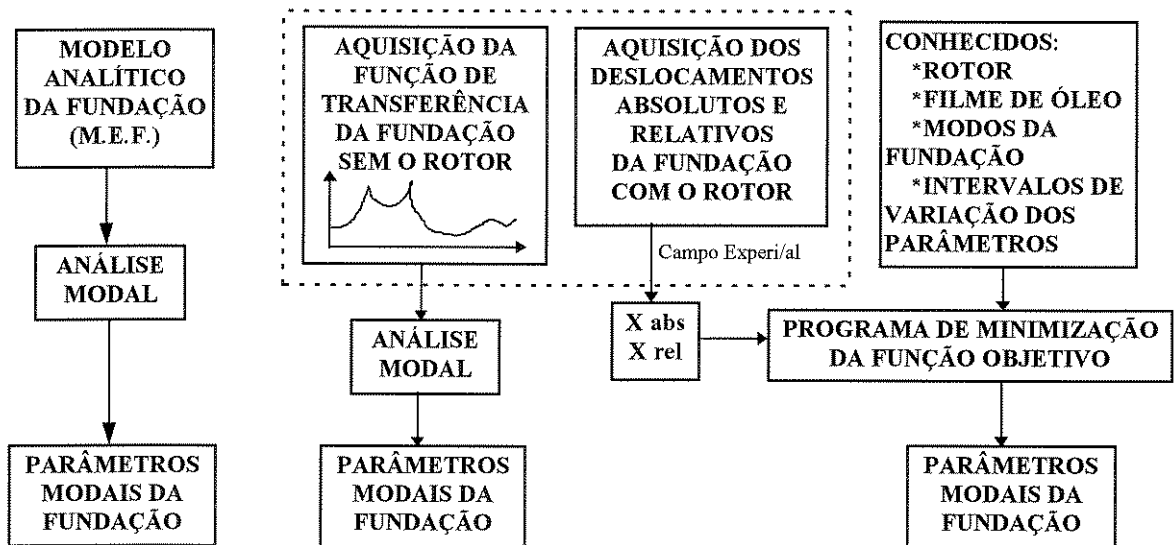 MODELO
ANALÍTICO
DA FUNDAÇÃO
(M.E.F.)
ANÁLISE
MODAL
PARÂMETROS
MODAIS DA
FUNDAÇÃO
AQUISIÇÃO DA
FUNÇÃO DE
TRANSFERÊNCIA
DA FUNDAÇÃO
SEM O ROTOR
ANÁLISE
MODAL
PARÂMETROS
MODAIS DA
FUNDAÇÃO
AQUISIÇÃO DOS
DESLOCAMENTOS
ABSOLUTOS E
RELATIVOS
DA FUNDAÇÃO
COM O ROTOR
Campo Experi/al
X abs
X rel
CONHECIDOS:
*ROTOR
*FILME DE ÓLEO
*MODOS DA
FUNDAÇÃO
*INTERVALOS DE
VARIAÇÃO DOS
PARÂMETROS
PROGRAMA DE MINIMIZAÇÃO
DA FUNÇÃO OBJETIVO
PARÂMETROS
MODAIS DA
FUNDAÇÃO